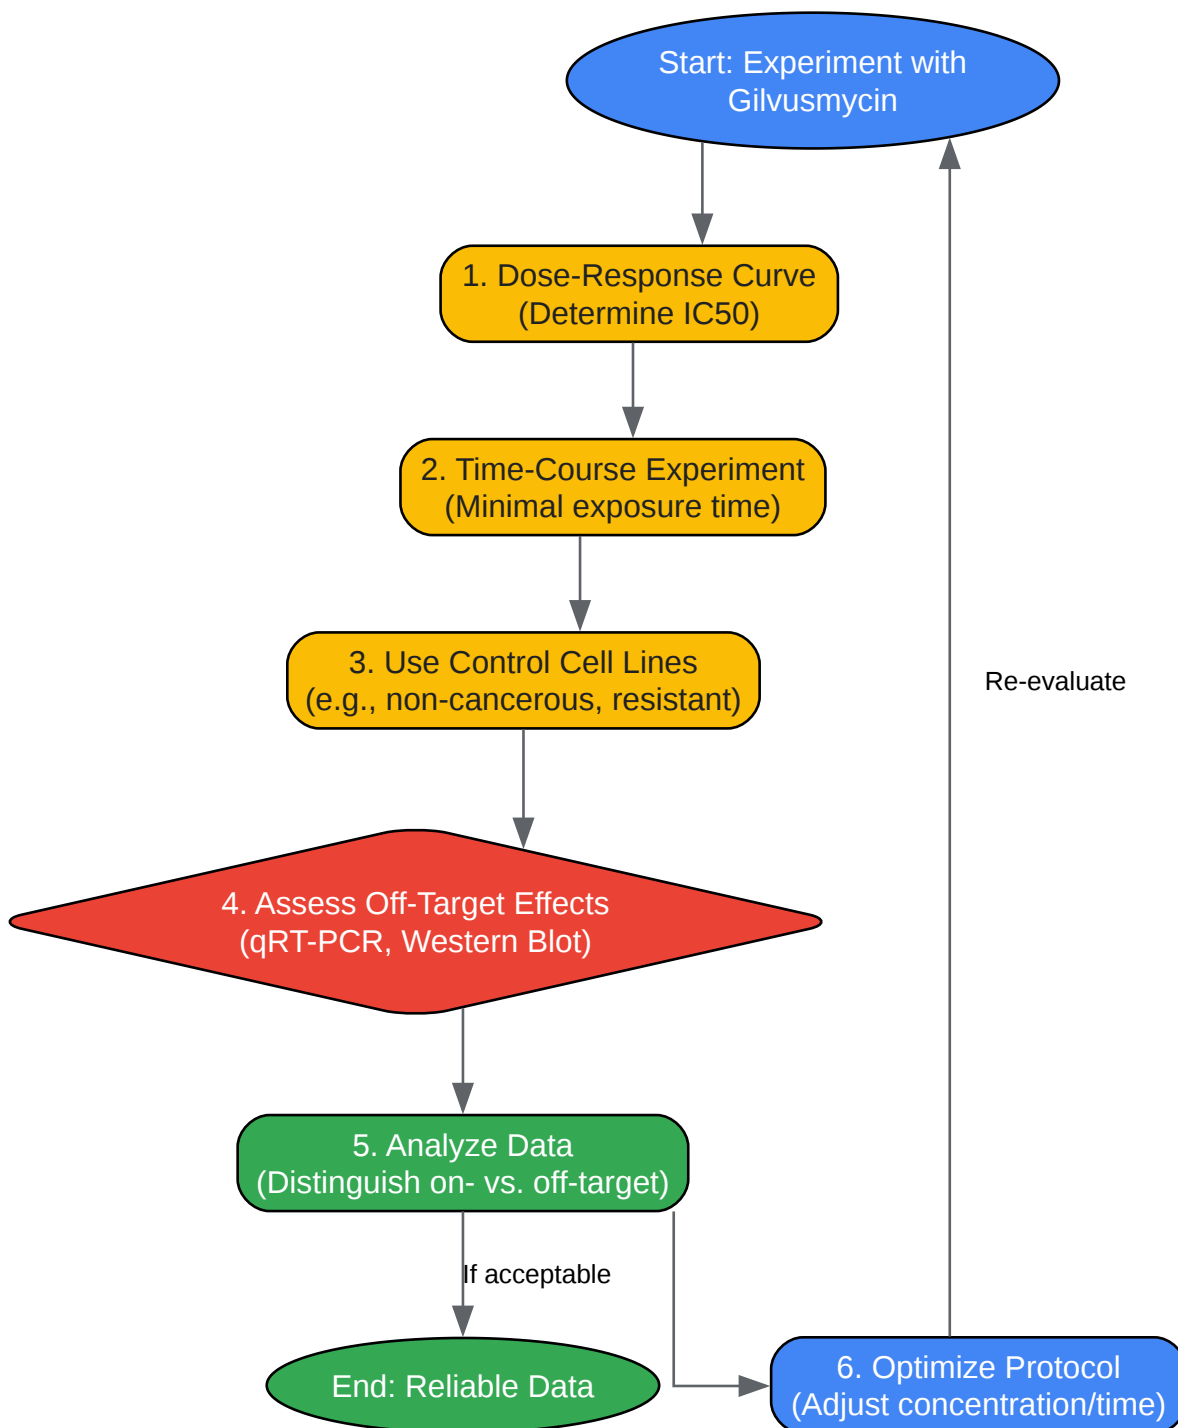 Start: Experiment with
Gilvusmycin
1. Dose-Response Curve
(Determine IC50)
2. Time-Course Experiment
(Minimal exposure time)
3. Use Control Cell Lines
(e.g., non-cancerous, resistant)
Re-evaluate
4. Assess Off-Target Effects
(qRT-PCR, Western Blot)
5. Analyze Data
(Distinguish on- vs. off-target)
If acceptable
End: Reliable Data
6. Optimize Protocol
(Adjust concentration/time)